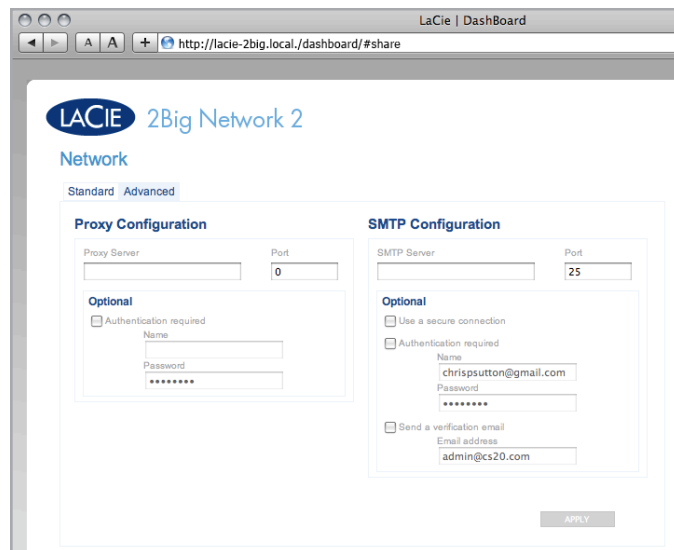 LaCie | DashBoard
A A + http://lacie-2big.local./dashboard/#share
LACIE 2Big Network 2
Network
Standard Advanced
Proxy Configuration
Proxy Server Port
0
Optional
Authentication required
Name
Password
••••••••
SMTP Configuration
SMTP Server Port
25
Optional
Use a secure connection
Authentication required
Name
chrispsutton@gmail.com
Password
••••••••
Send a verification email
Email address
admin@cs20.com
APPLY